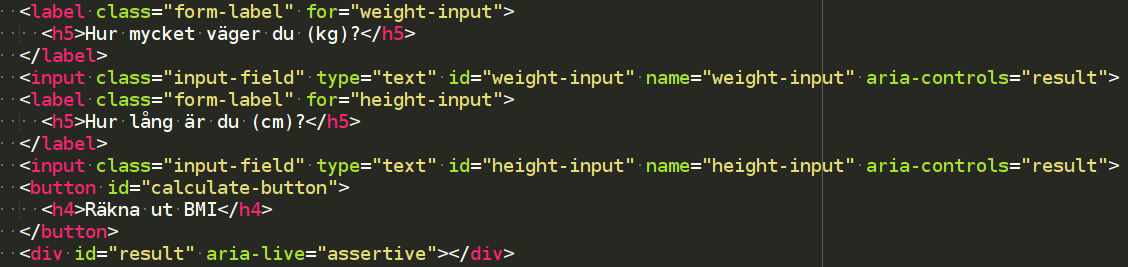 <label class="form-label" for="weight-input">
<h5>Hur mycket väger du (kg)?</h5>
</label>
<input class="input-field" type="text" id="weight-input" name="weight-input" aria-controls="result">
<label class="form-label" for="height-input">
<h5>Hur lång är du (cm)?</h5>
</label>
<input class="input-field" type="text" id="height-input" name="height-input" aria-controls="result">
<button id="calculate-button">
<h4>Räkna ut BMI</h4>
</button>
<div id="result" aria-live="assertive"></div>